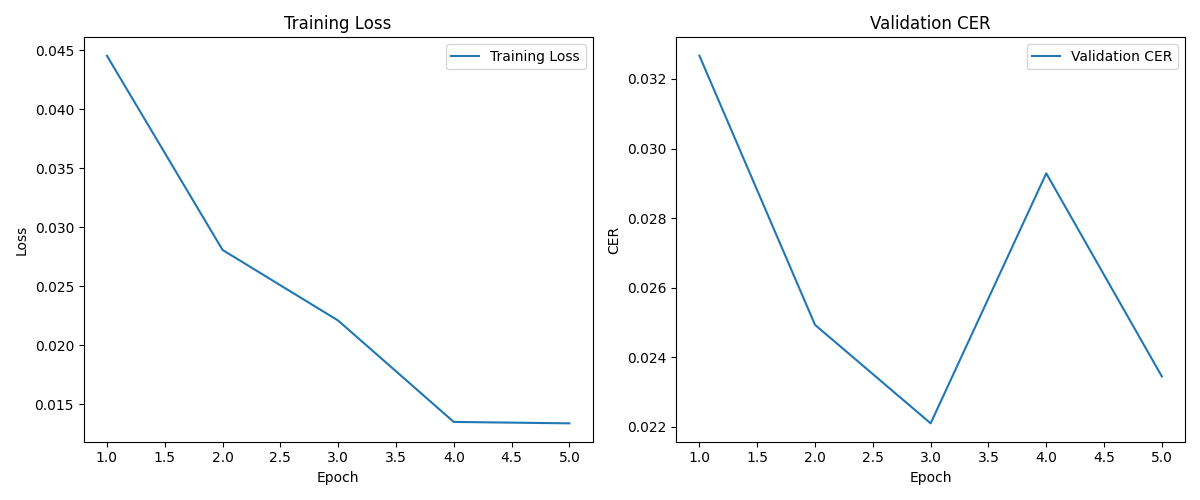 Training Loss
Training Loss
0.045
0.040
0.035
0.030
0.025
0.020
0.015
Loss
1.0 1.5 2.0 2.5 3.0 3.5 4.0 4.5 5.0
Epoch
Validation CER
Validation CER
0.032
0.030
0.028
0.026
0.024
0.022
CER
1.0 1.5 2.0 2.5 3.0 3.5 4.0 4.5 5.0
Epoch